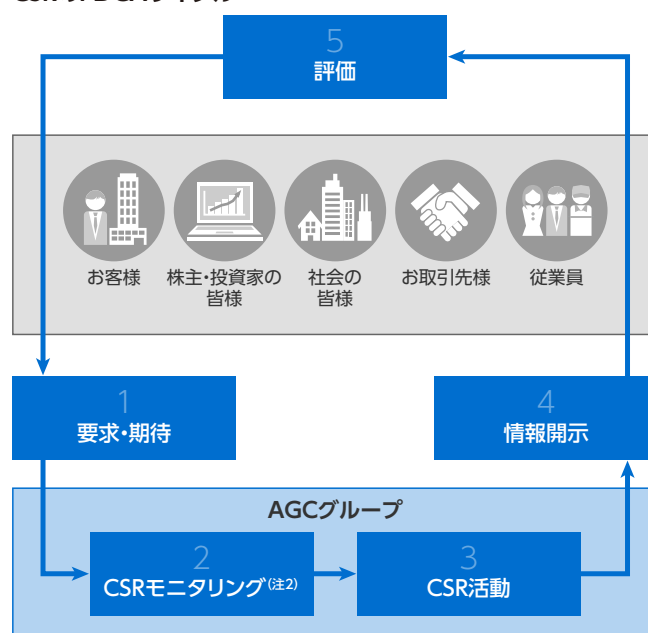 5
評価
お客様
株主・投資家の
皆様
社会の
皆様
お取引先様
従業員
1
要求・期待
4
情報開示
AGCグループ
2
CSRモニタリング(注2)
3
CSR活動